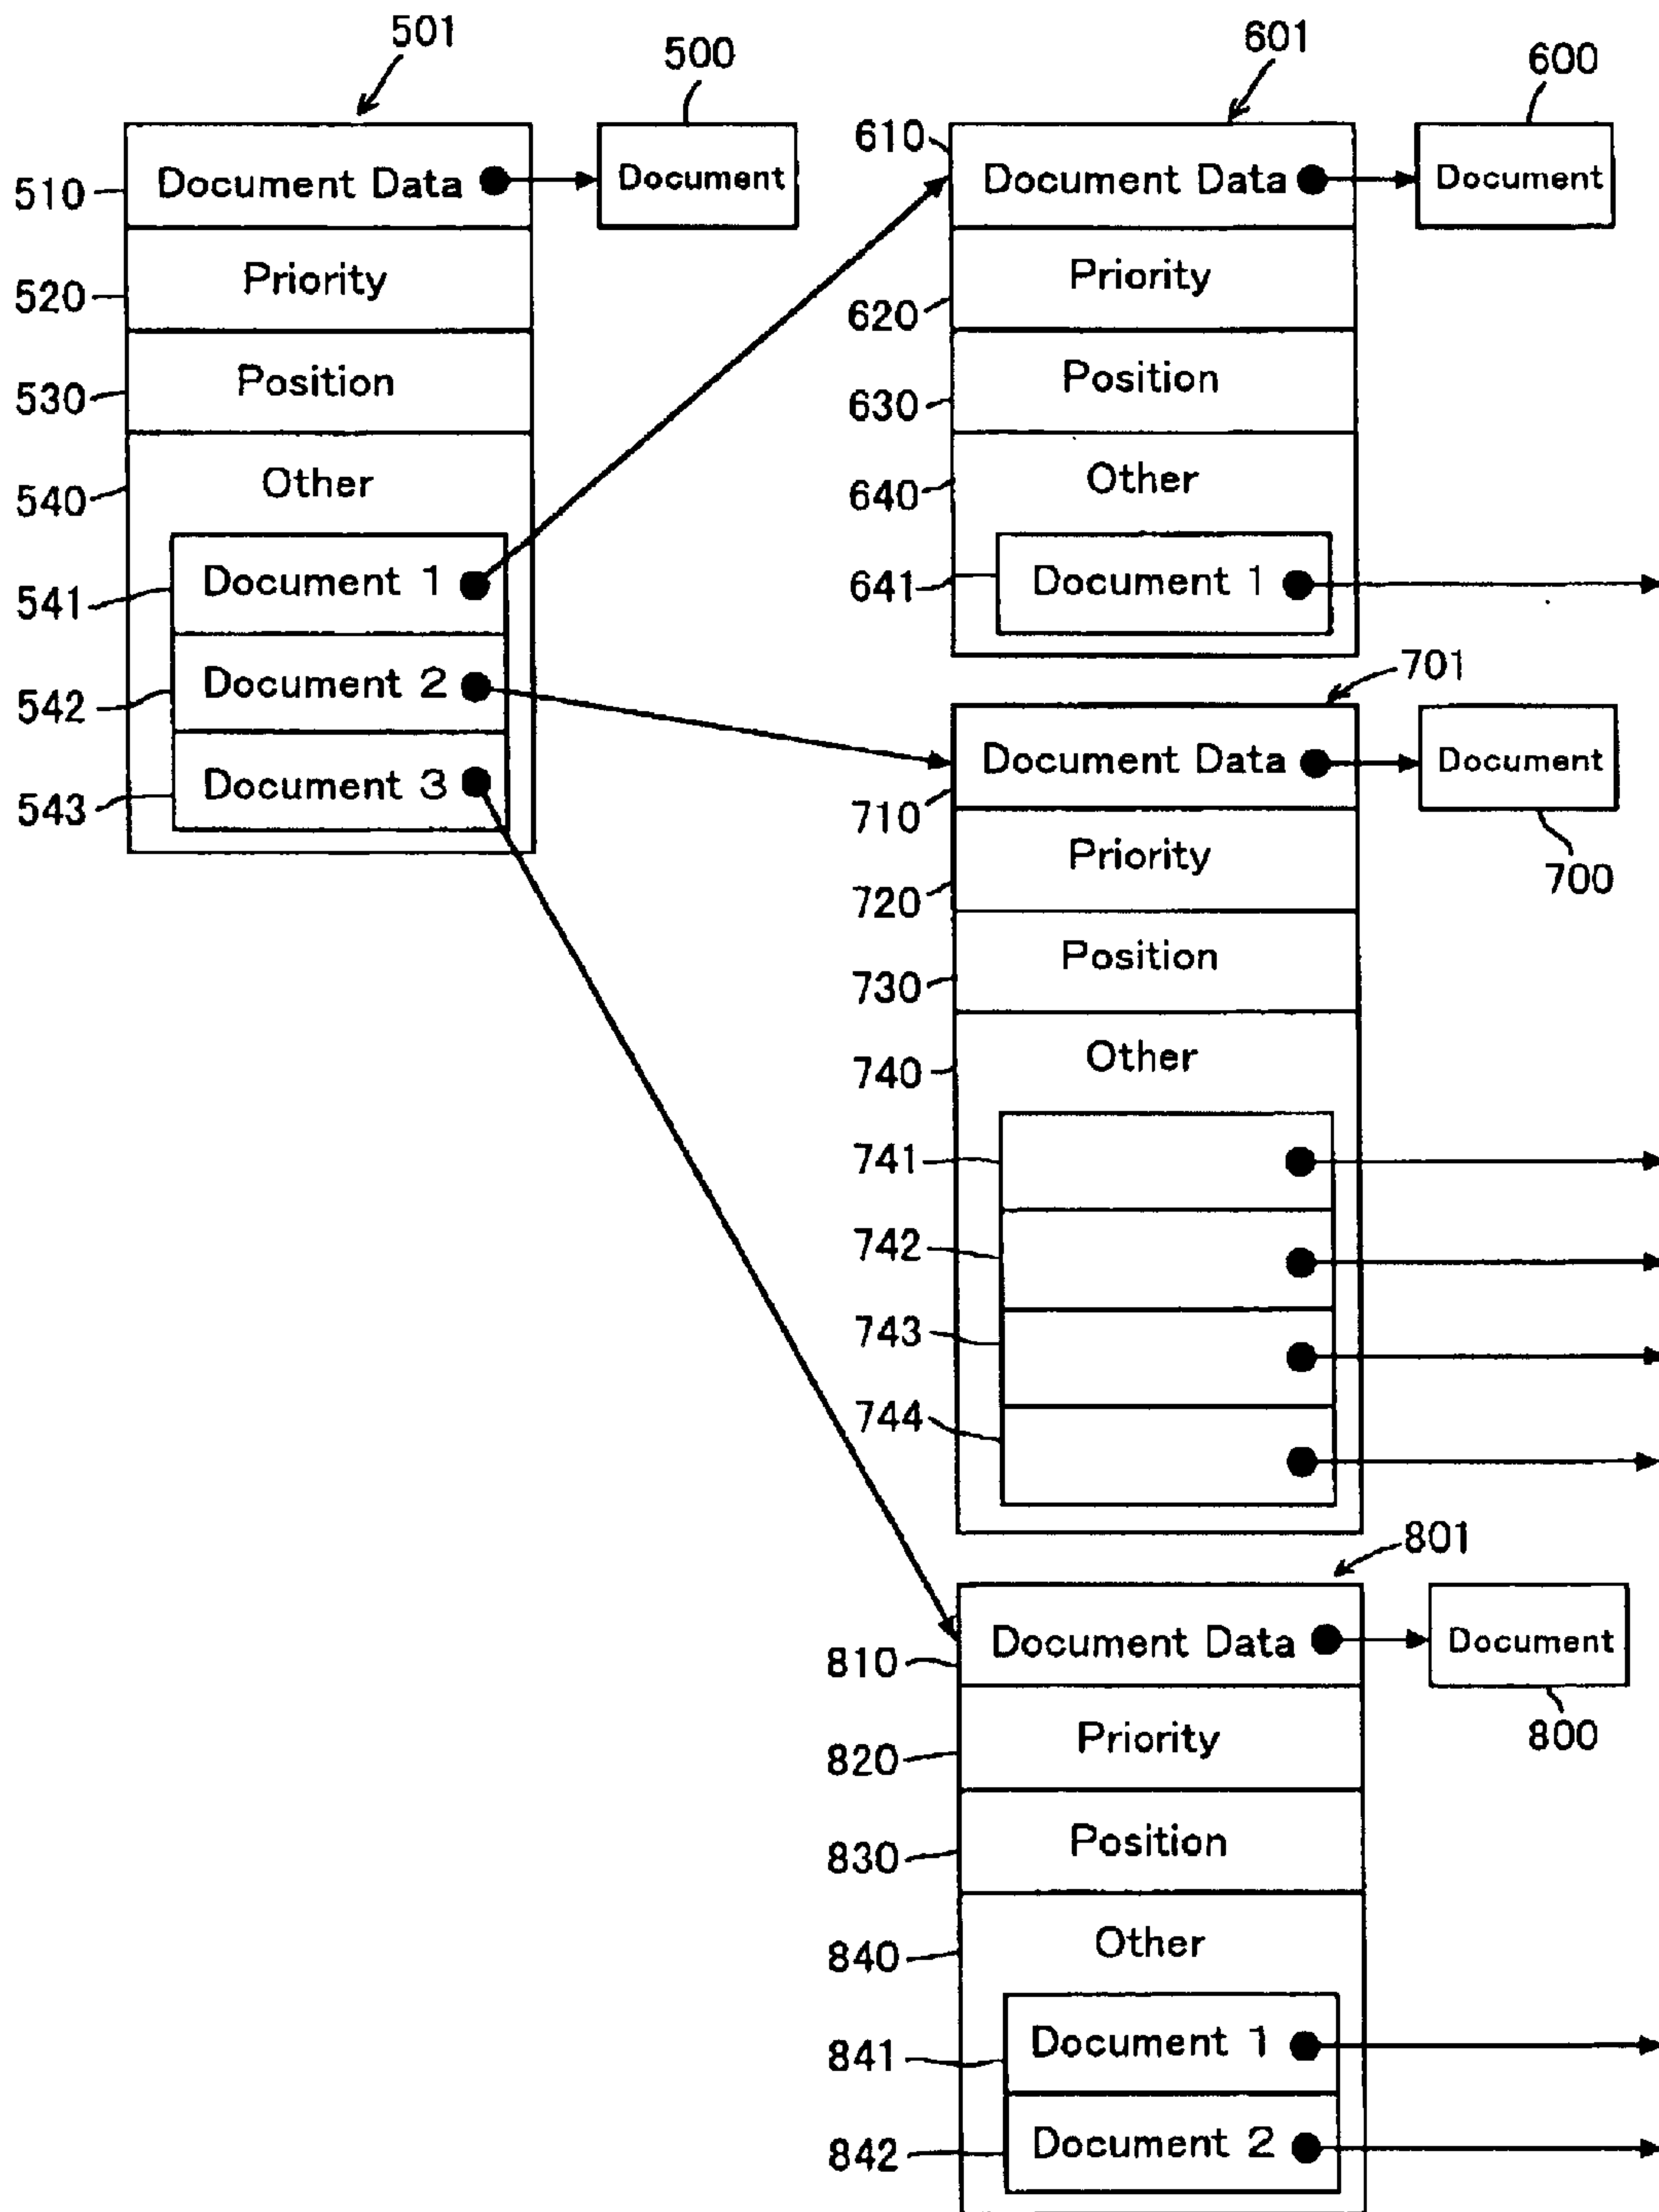 501
500
510
Document Data
Document
520
Priority
530
Position
540
Other
541
Document 1
542
Document 2
543
Document 3
601
600
610
Document Data
Document
620
Priority
630
Position
640
Other
641
Document 1
701
Document Data
Document
710
700
Priority
720
Position
730
Other
740
741
742
743
744
801
Document Data
Document
810
800
Priority
820
Position
830
Other
840
Document 1
841
Document 2
842